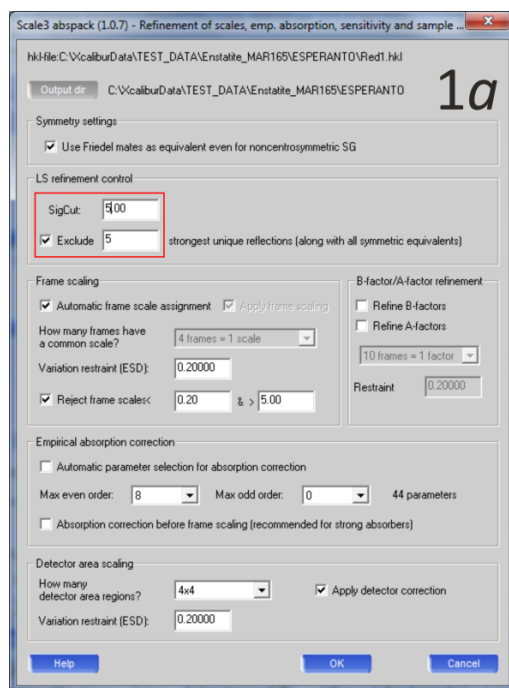 Scale3 abspack (1.0.7) - Refinement of scales, emp. absorption, sensitivity and sample ...
hkl-file:C:\XcaliburData\TEST_DATA\Enstatite_MAR165\ESPERANTO\Red1.hkl
1a
Output dir C:\XcaliburData\TEST_DATA\Enstatite_MAR165\ESPERANTO
Symmetry settings
Use Friedel mates as equivalent even for noncentrosymmetric SG
LS refinement control
SigCut: 5.00
Exclude 5 strongest unique reflections (along with all symmetric equivalents)
Frame scaling
Automatic frame scale assignment Apply frame scaling
How many frames have
a common scale? 4 frames = 1 scale
Variation restraint (ESD): 0.20000
Reject frame scales< 0.20 & > 5.00
B-factor/A-factor refinement
Refine B-factors
Refine A-factors
10 frames = 1 factor
Restraint 0.20000
Empirical absorption correction
Automatic parameter selection for absorption correction
Max even order: 8 Max odd order: 0 44 parameters
Absorption correction before frame scaling (recommended for strong absorbers)
Detector area scaling
How many
detector area regions? 4x4 Apply detector correction
Variation restraint (ESD): 0.20000
Help OK Cancel